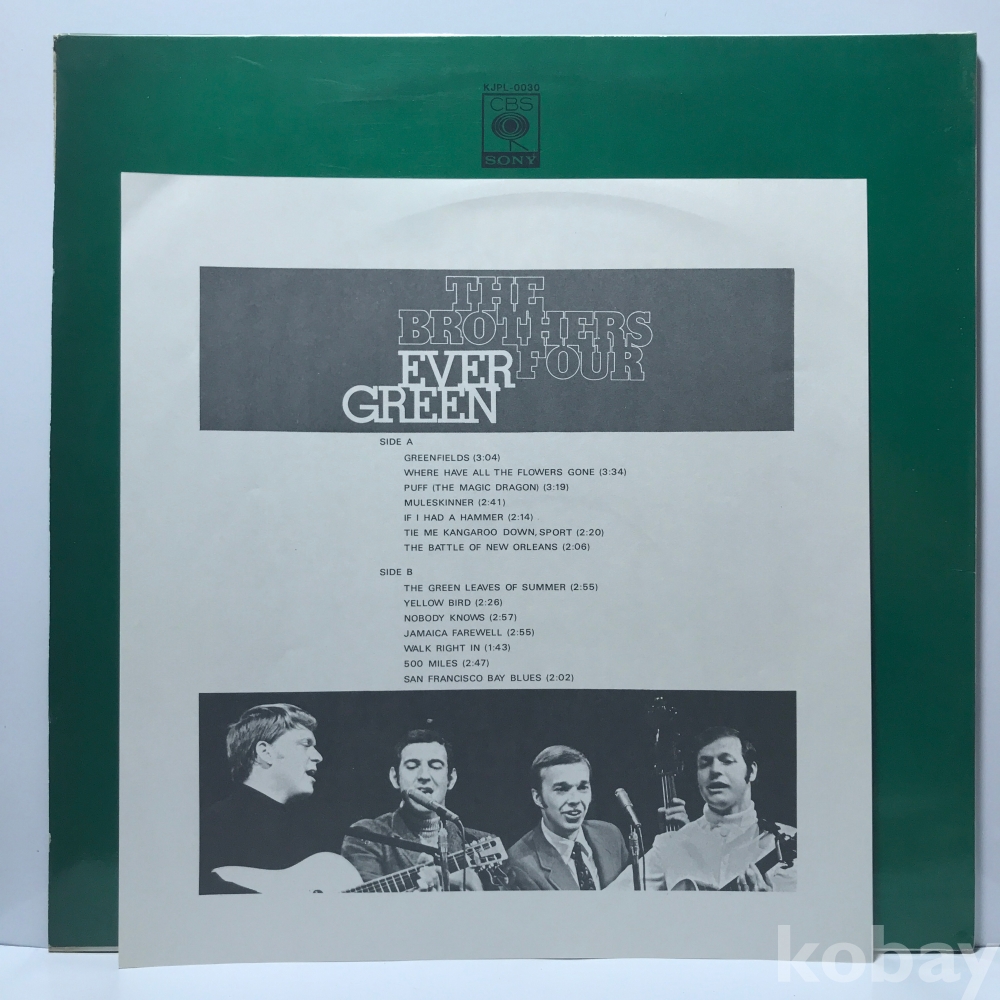 KJPL-0030
CBS
SONY
THE
BROTHERS
FOUR
EVER
GREEN
SIDE A
GREENFIELDS (3:04)
WHERE HAVE ALL THE FLOWERS GONE (3:34)
PUFF (THE MAGIC DRAGON) (3:19)
MULESKINNER (2:41)
IF I HAD A HAMMER (2:14)
TIE ME KANGAROO DOWN, SPORT (2:20)
THE BATTLE OF NEW ORLEANS (2:06)
SIDE B
THE GREEN LEAVES OF SUMMER (2:55)
YELLOW BIRD (2:26)
NOBODY KNOWS (2:57)
JAMAICA FAREWELL (2:55)
WALK RIGHT IN (1:43)
500 MILES (2:47)
SAN FRANCISCO BAY BLUES (2:02)
kobay